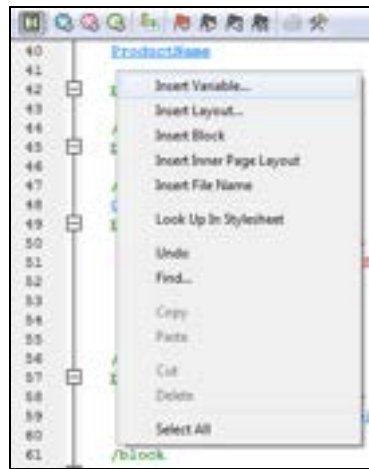 40 ProductName
41
42
43
44 /
45
46
47 /
48
49
50
51
52
53
54
55
56 /
57
58
59
60
61 /block
Insert Variable...
Insert Layout...
Insert Block
Insert Inner Page Layout
Insert File Name
Look Up In Stylesheet
Undo
Find...
Copy
Paste
Cut
Delete
Select All